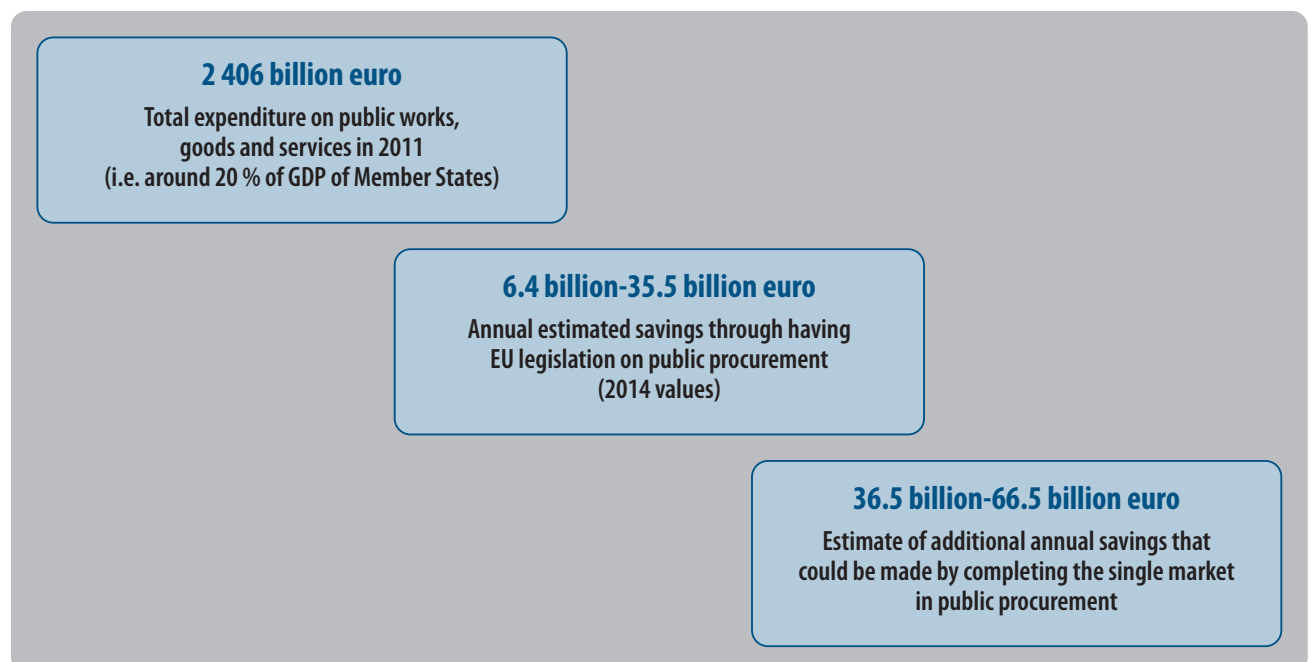 2 406 billion euro
Total expenditure on public works,
goods and services in 2011
(i.e. around 20 % of GDP of Member States)
6.4 billion-35.5 billion euro
Annual estimated savings through having
EU legislation on public procurement
(2014 values)
36.5 billion-66.5 billion euro
Estimate of additional annual savings that
could be made by completing the single market
in public procurement